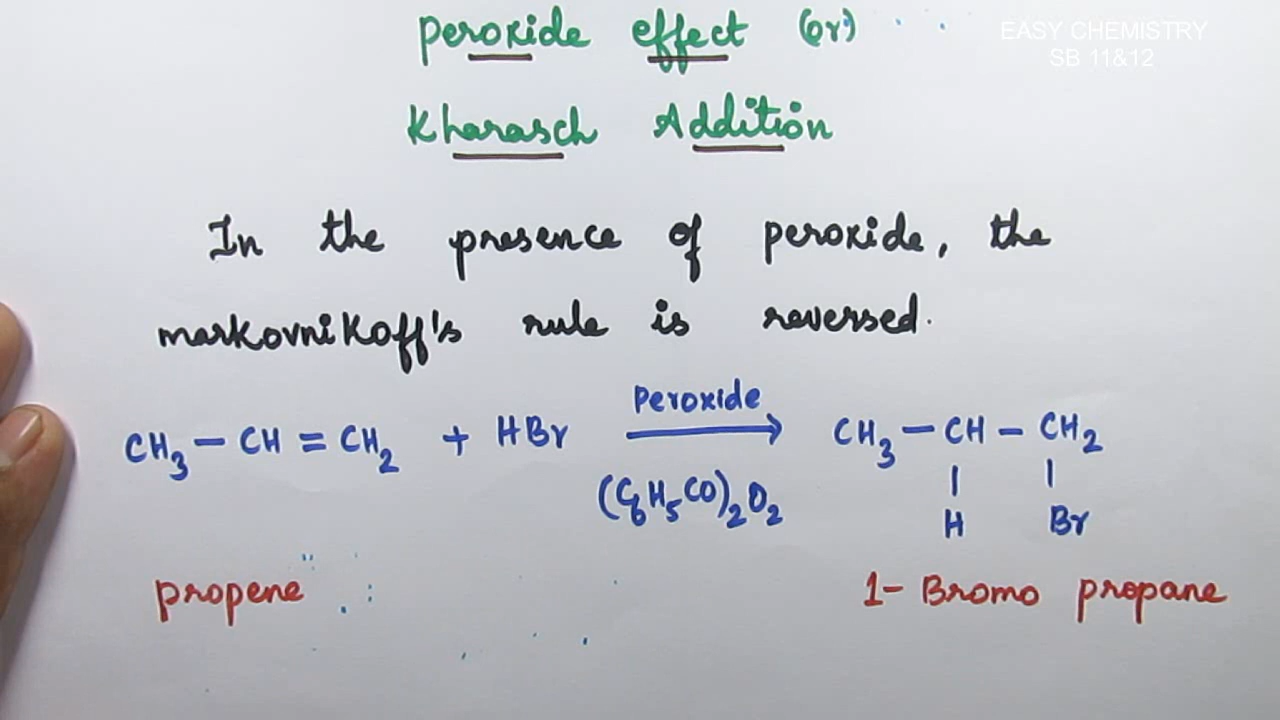 peroxide effect (or)
EASY CHEMISTRY
SB 11&12
Kharasch Addition
In the presence of peroxide, the
markovnikoff's rule is reversed.
CH₃ — CH = CH₂ + HBr —Peroxide→ CH₃ — CH — CH₂
(C₆H₅CO)₂O₂
| |
H Br
propene 1- Bromo propane